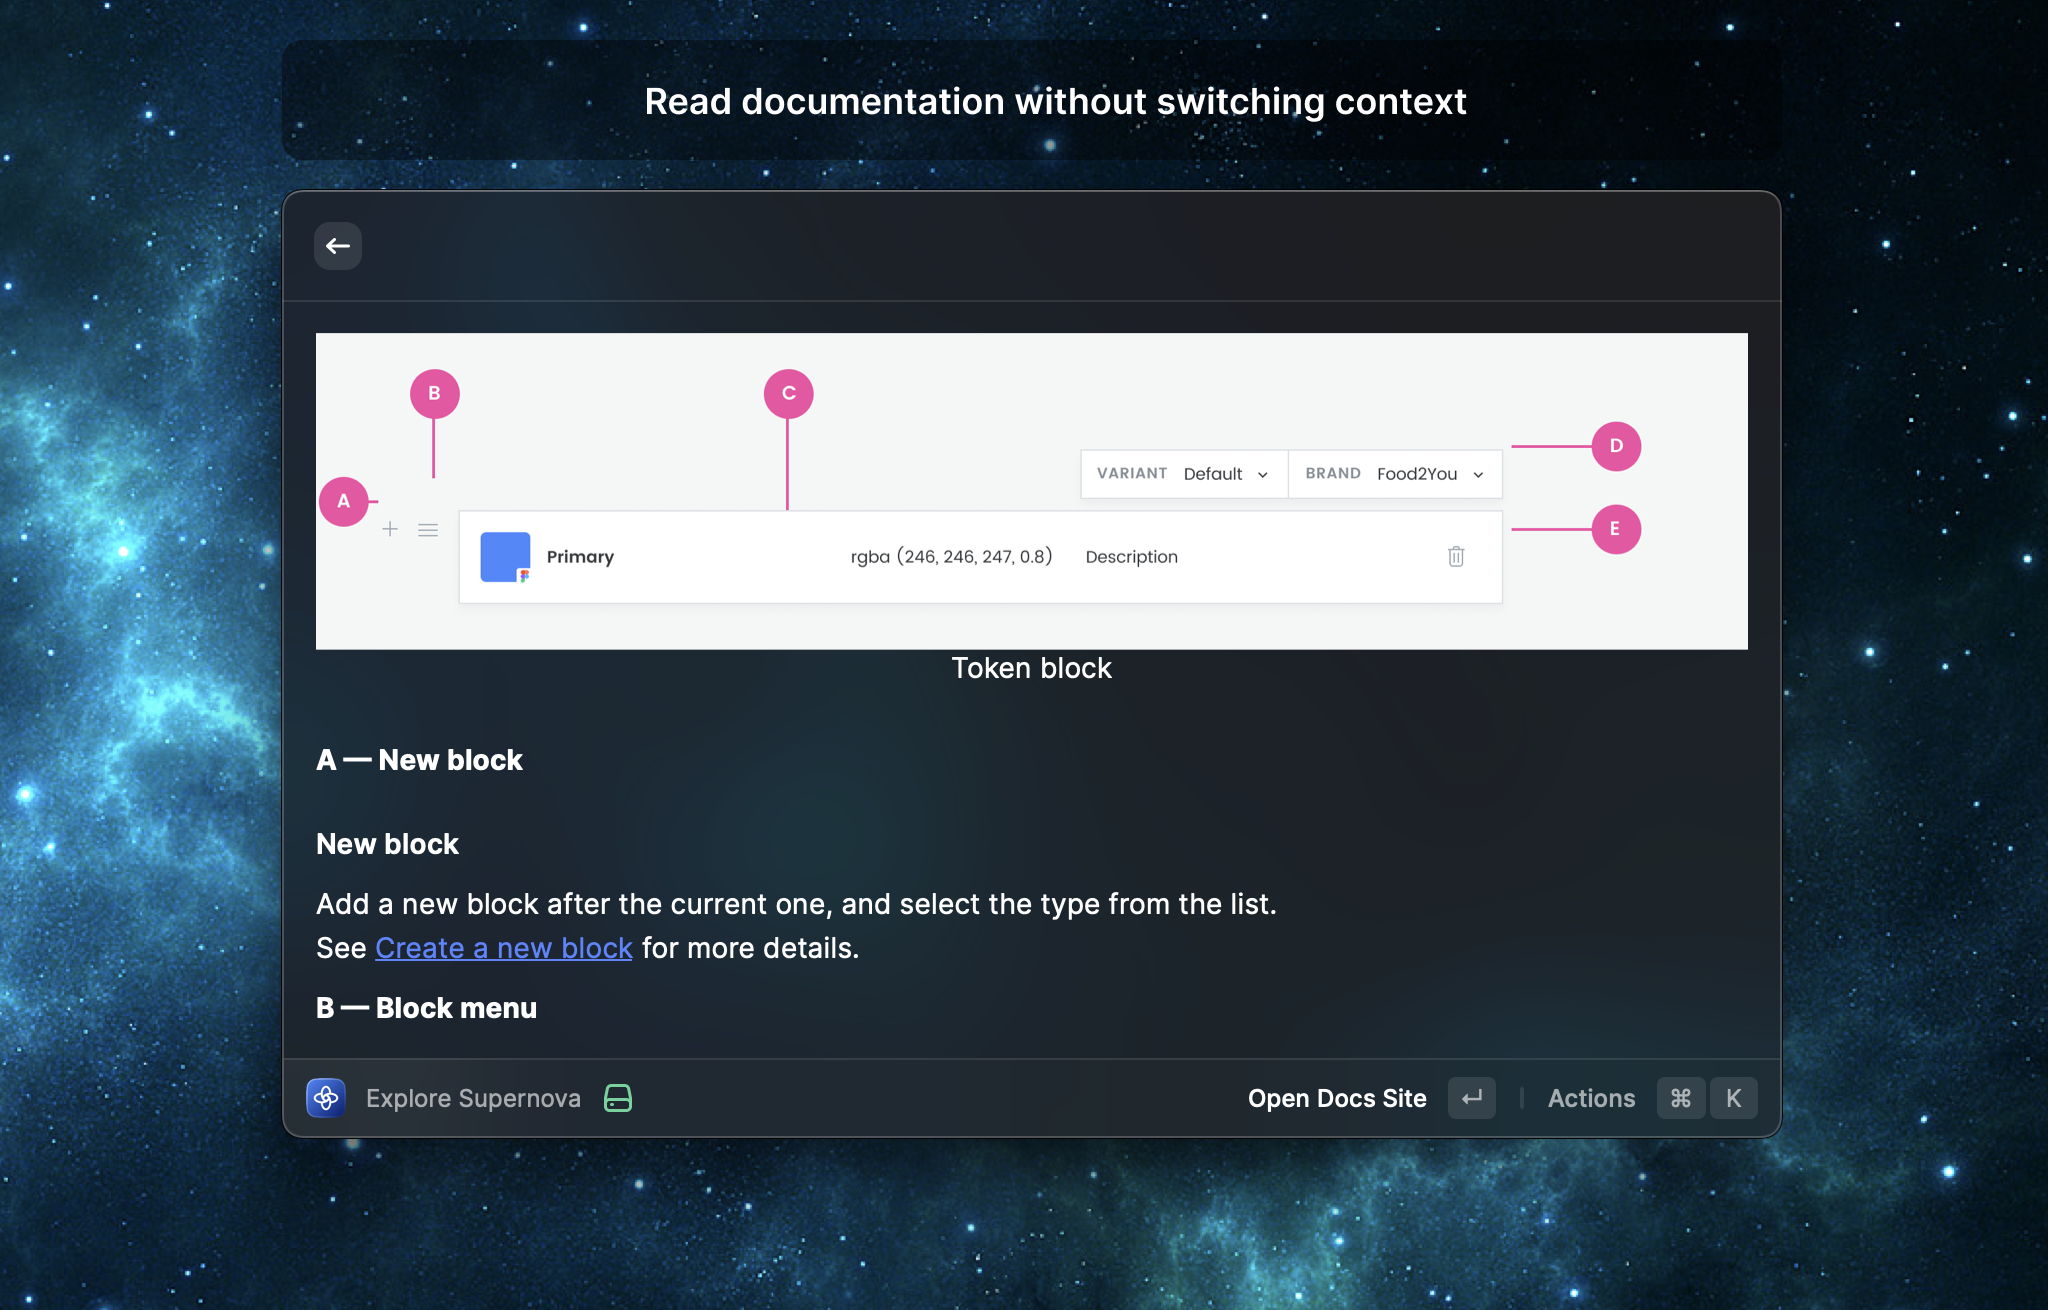 Read documentation without switching context
B
C
D
VARIANT Default BRAND Food2You
A
E
Primary rgba (246, 246, 247, 0.8) Description
Token block
A — New block
New block
Add a new block after the current one, and select the type from the list.
See Create a new block for more details.
B — Block menu
Explore Supernova Open Docs Site ↵ Actions ⌘ K